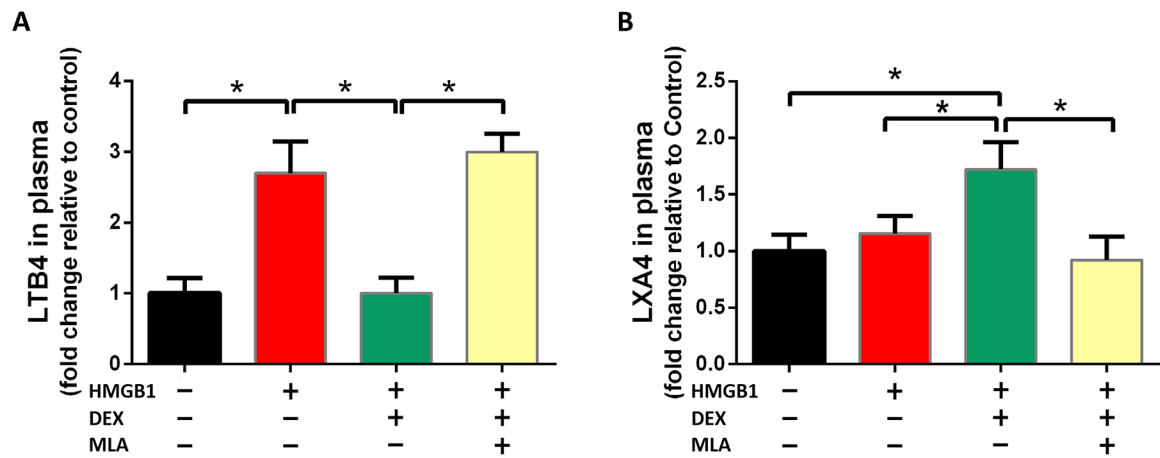 A
LTB4 in plasma
(fold change relative to control)
4
3
2
1
0
* * *
HMGB1 − + + +
DEX − − + +
MLA − − − +
B
LXA4 in plasma
(fold change relative to Control)
2.5
2.0
1.5
1.0
0.5
0.0
*
* *
HMGB1 − + + +
DEX − − + +
MLA − − − +